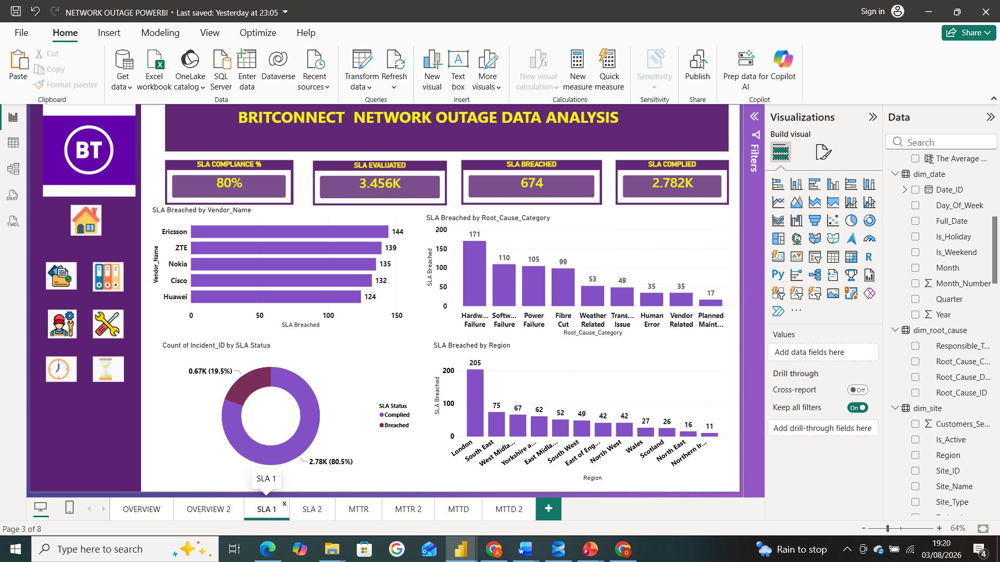 NETWORK OUTAGE POWERBI • Last saved: Yesterday at 23:05
Sign in
File Home Insert Modeling View Optimize Help
Share
Paste
Cut
Copy
Format painter
Clipboard
Get data
Excel workbook
OneLake catalog
SQL Server
Enter data
Dataverse
Recent sources
Data
Transform data
Refresh
Queries
New visual
Text box
More visuals
Insert
New visual calculation
New measure
Quick measure
Calculations
Sensitivity
Sensitivity
Publish
Share
Prep data for AI
Copilot
Copilot
BT
BRITCONNECT NETWORK OUTAGE DATA ANALYSIS
SLA COMPLIANCE %
80%
SLA EVALUATED
3.456K
SLA BREACHED
674
SLA COMPLIED
2.782K
SLA Breached by Vendor_Name
Vendor_Name
Ericsson 144
ZTE 139
Nokia 135
Cisco 132
Huawei 124
0 50 100 150
SLA Breached
SLA Breached by Root_Cause_Category
SLA Breached
200
150
100
50
0
171 110 105 99 53 49 35 35 17
Hardw... Failure
Softw... Failure
Power Failure
Fibre Cut
Weather Related
Trans... Issue
Human Error
Vendor Related
Planned Maint...
Root_Cause_Category
Count of Incident_ID by SLA Status
0.67K (19.5%)
2.78K (80.5%)
SLA Status
Complied
Breached
SLA Breached by Region
SLA Breached
200
100
0
205 75 67 62 52 49 42 42 27 26 16 11
London
South East
West Midla...
Yorkshire a...
East Midla...
South West
East of Eng...
North West
Wales
Scotland
North East
Northern Ir...
Region
SLA 1
Filters
Visualizations
Build visual
123
R
Py
Values
Add data fields here
Drill through
Cross-report
Off
Keep all filters
On
Add drill-through fields here
Data
Search
The Average ...
dim_date
Date_ID
Day_Of_Week
Full_Date
Is_Holiday
Is_Weekend
Month
Month_Number
Quarter
Year
dim_root_cause
Responsible_T...
Root_Cause_C...
Root_Cause_D...
Root_Cause_ID
dim_site
Customers_Se...
Is_Active
Region
Site_ID
Site_Name
Site_Type
DAX
TMDL
OVERVIEW OVERVIEW 2 SLA 1 x SLA 2 MTTR MTTR 2 MTTD MTTD 2 +
Page 3 of 8
- + 64%
Type here to search
Rain to stop
19:20
03/08/2026
4